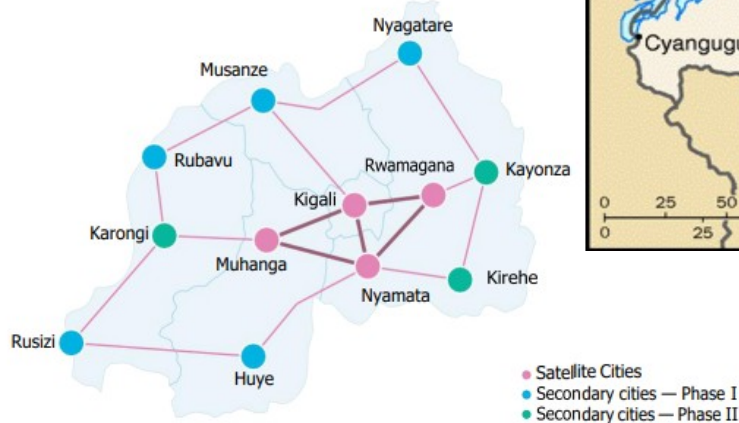 Nyagatare
Musanze
Rubavu
Rwamagana
Kayonza
Kigali
Karongi
Muhanga
Nyamata
Kirehe
Rusizi
Huye
Satellite Cities
Secondary cities — Phase I
Secondary cities — Phase II
0 25 50
0 25